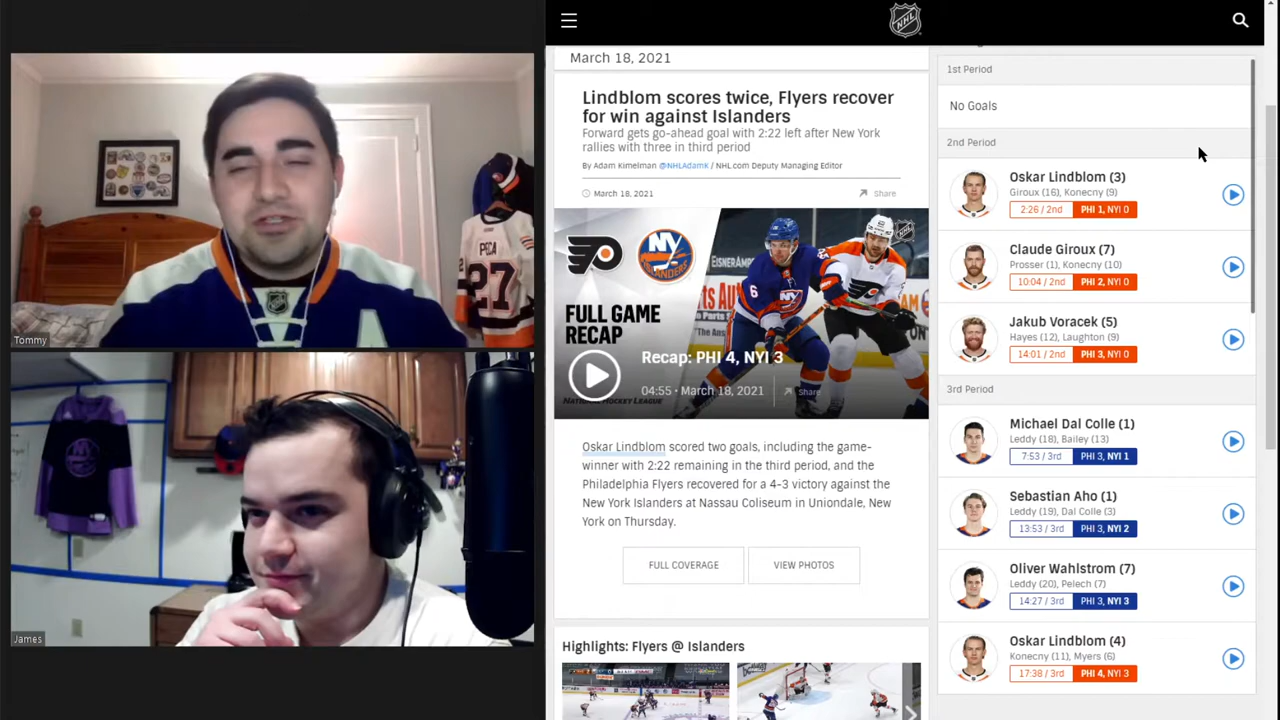 NHL
March 18, 2021
Lindblom scores twice, Flyers recover
for win against Islanders
Forward gets go-ahead goal with 2:22 left after New York
rallies with three in third period
By Adam Kimelman @NHLAdamK / NHL.com Deputy Managing Editor
March 18, 2021
Share
NY
FULL GAME
RECAP
Recap: PHI 4, NYI 3
04:55 · March 18, 2021
Share
NATIONAL HOCKEY LEAGUE
6
Oskar Lindblom scored two goals, including the game-
winner with 2:22 remaining in the third period, and the
Philadelphia Flyers recovered for a 4-3 victory against the
New York Islanders at Nassau Coliseum in Uniondale, New
York on Thursday.
FULL COVERAGE
VIEW PHOTOS
Highlights: Flyers @ Islanders
1st Period
No Goals
2nd Period
Oskar Lindblom (3)
Giroux (16), Konecny (9)
2:26 / 2nd PHI 1, NYI 0
Claude Giroux (7)
Prosser (1), Konecny (10)
10:04 / 2nd PHI 2, NYI 0
Jakub Voracek (5)
Hayes (12), Laughton (9)
14:01 / 2nd PHI 3, NYI 0
3rd Period
Michael Dal Colle (1)
Leddy (18), Bailey (13)
7:53 / 3rd PHI 3, NYI 1
Sebastian Aho (1)
Leddy (19), Dal Colle (3)
13:53 / 3rd PHI 3, NYI 2
Oliver Wahlstrom (7)
Leddy (20), Pelech (7)
14:27 / 3rd PHI 3, NYI 3
Oskar Lindblom (4)
Konecny (11), Myers (6)
17:38 / 3rd PHI 4, NYI 3
PECA
27
A
Tommy
James